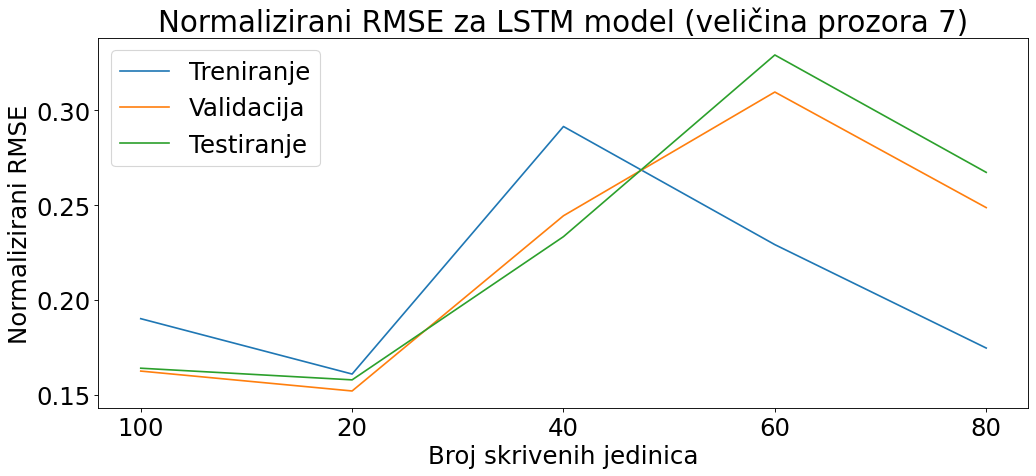 Normalizirani RMSE za LSTM model (veličina prozora 7)
Treniranje
Validacija
Testiranje
Normalizirani RMSE
0.30
0.25
0.20
0.15
100 20 40 60 80
Broj skrivenih jedinica